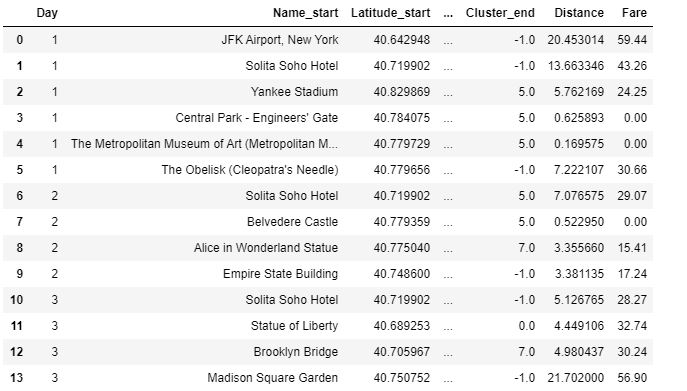 Day Name_start Latitude_start ... Cluster_end Distance Fare
0 1 JFK Airport, New York 40.642948 ... -1.0 20.453014 59.44
1 1 Solita Soho Hotel 40.719902 ... -1.0 13.663346 43.26
2 1 Yankee Stadium 40.829869 ... 5.0 5.762169 24.25
3 1 Central Park - Engineers' Gate 40.784075 ... 5.0 0.625893 0.00
4 1 The Metropolitan Museum of Art (Metropolitan M... 40.779729 ... 5.0 0.169575 0.00
5 1 The Obelisk (Cleopatra's Needle) 40.779656 ... -1.0 7.222107 30.66
6 2 Solita Soho Hotel 40.719902 ... 5.0 7.076575 29.07
7 2 Belvedere Castle 40.779359 ... 5.0 0.522950 0.00
8 2 Alice in Wonderland Statue 40.775040 ... 7.0 3.355660 15.41
9 2 Empire State Building 40.748600 ... -1.0 3.381135 17.24
10 3 Solita Soho Hotel 40.719902 ... -1.0 5.126765 28.27
11 3 Statue of Liberty 40.689253 ... 0.0 4.449106 32.74
12 3 Brooklyn Bridge 40.705967 ... 7.0 4.980437 30.24
13 3 Madison Square Garden 40.750752 ... -1.0 21.702000 56.90